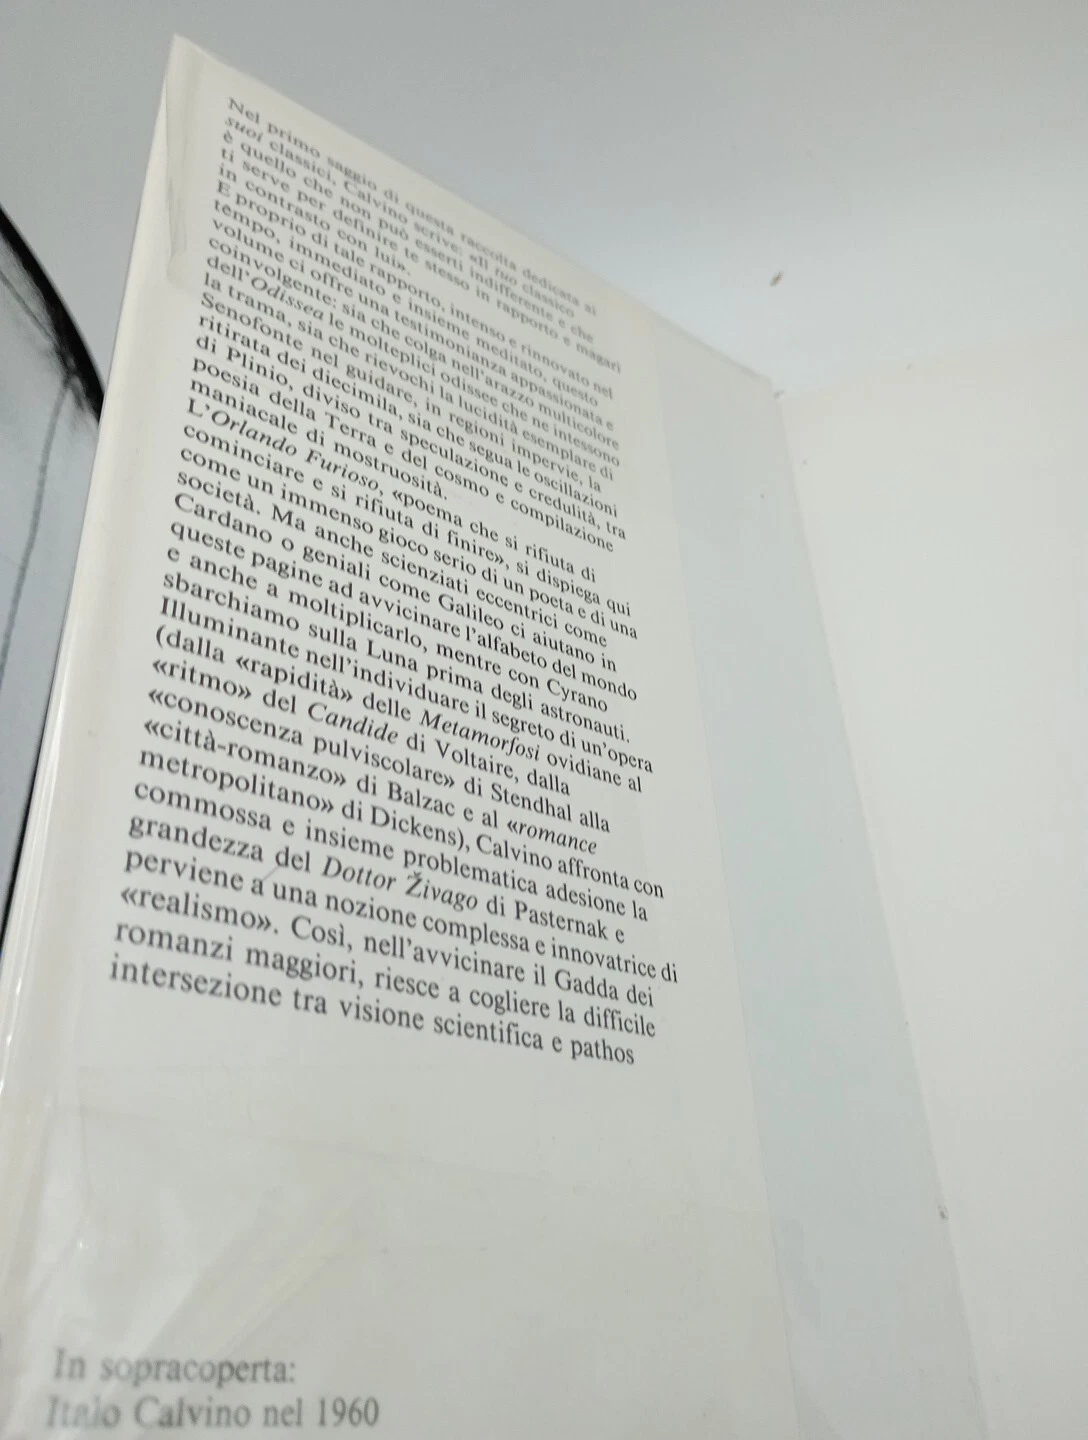 Nel primo saggio di questa raccolta dedicata ai
suoi classici, Calvino scrive: «Il tuo classico
è quello che non può esserti indifferente e che
ti serve per definire te stesso in rapporto e magari
in contrasto con lui».
E proprio di tale rapporto, intenso e rinnovato nel
tempo, immediato e insieme meditato, questo
volume ci offre una testimonianza appassionata e
coinvolgente: sia che colga nell'arazzo multicolore
dell'Odissea le molteplici odissee che ne intessono
la trama, sia che rievochi la lucidità esemplare di
Senofonte nel guidare, in regioni impervie, la
ritirata dei diecimila, sia che segua le oscillazioni
di Plinio, diviso tra speculazione e credulità, tra
poesia della Terra e del cosmo e compilazione
maniacale di mostruosità.
L'Orlando Furioso, «poema che si rifiuta di
cominciare e si rifiuta di finire», si dispiega qui
come un immenso gioco serio di un poeta e di una
società. Ma anche scienziati eccentrici come
Cardano o geniali come Galileo ci aiutano in
queste pagine ad avvicinare l'alfabeto del mondo
e anche a moltiplicarlo, mentre con Cyrano
sbarchiamo sulla Luna prima degli astronauti.
Illuminante nell'individuare il segreto di un'opera
(dalla «rapidità» delle Metamorfosi ovidiane al
«ritmo» del Candide di Voltaire, dalla
«conoscenza pulviscolare» di Stendhal alla
«città-romanzo» di Balzac e al «romance
metropolitano» di Dickens), Calvino affronta con
commossa e insieme problematica adesione la
grandezza del Dottor Živago di Pasternak e
perviene a una nozione complessa e innovatrice di
«realismo». Così, nell'avvicinare il Gadda dei
romanzi maggiori, riesce a cogliere la difficile
intersezione tra visione scientifica e pathos
In sopracoperta:
Italo Calvino nel 1960